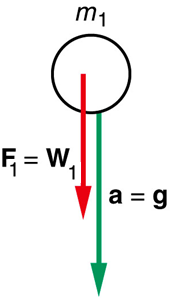 m₁
F₁ = W₁
a = g